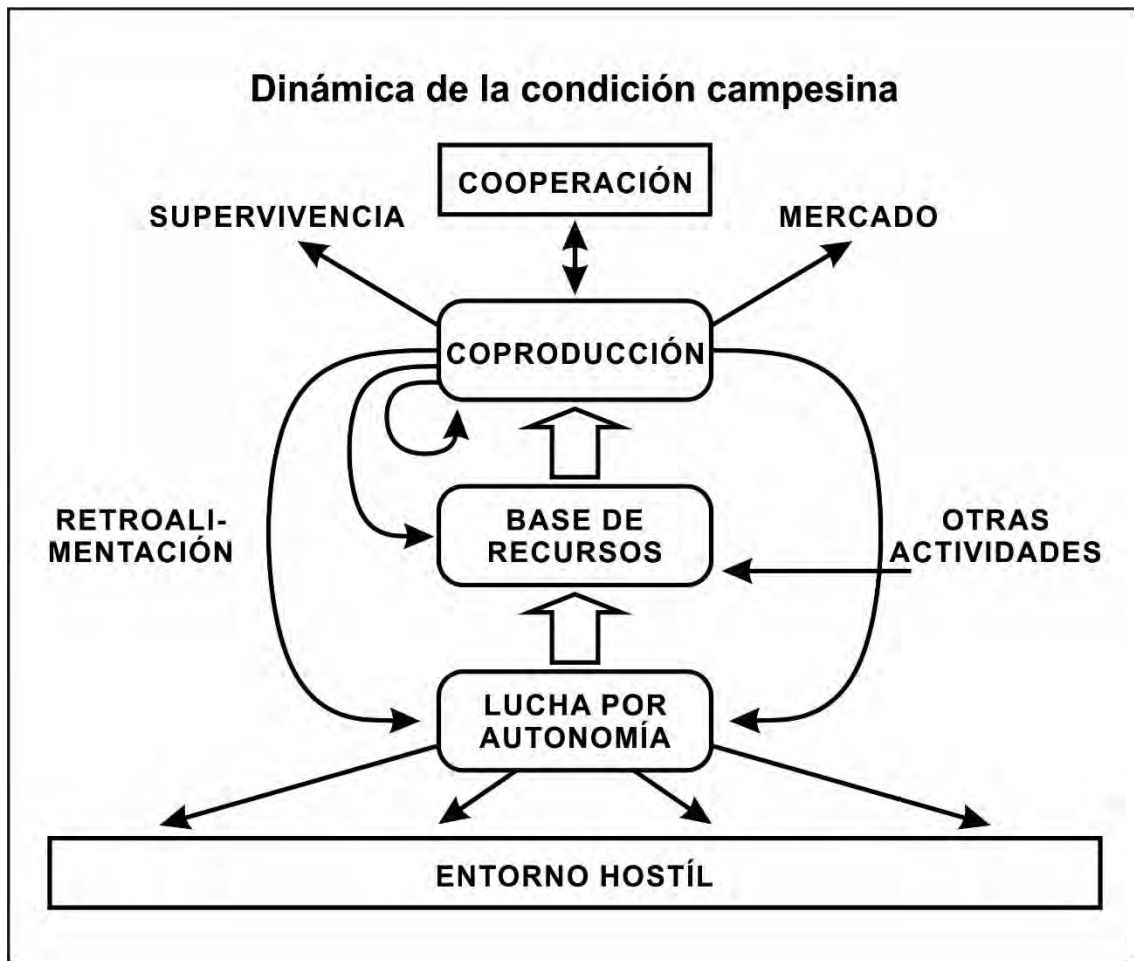 Dinámica de la condición campesina
COOPERACIÓN
SUPERVIVENCIA
MERCADO
COPRODUCCIÓN
RETROALI-
MENTACIÓN
BASE DE
RECURSOS
OTRAS
ACTIVIDADES
LUCHA POR
AUTONOMÍA
ENTORNO HOSTÍL